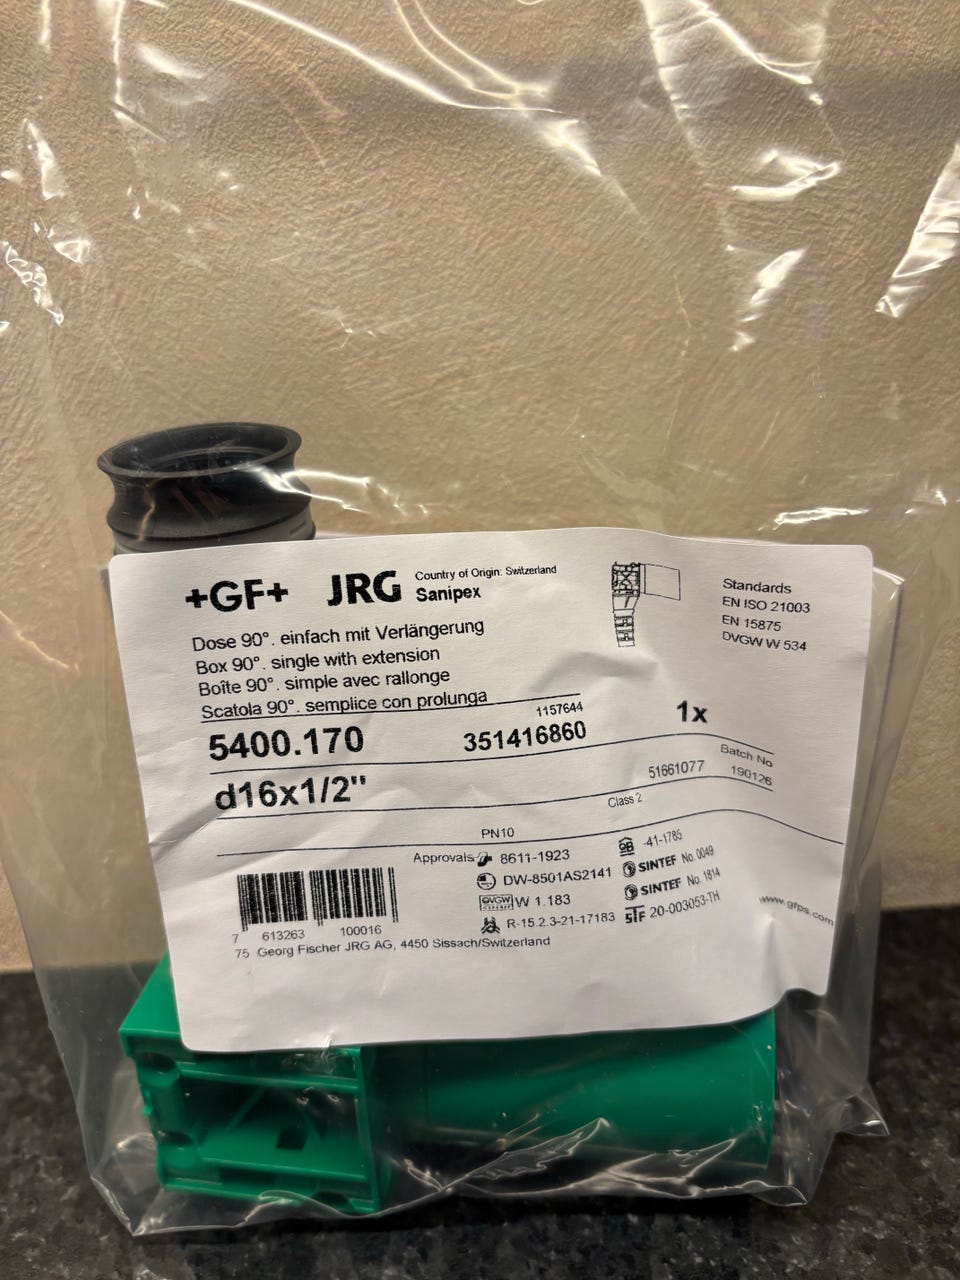 +GF+ JRG Country of Origin: Switzerland
Sanipex
Dose 90°. einfach mit Verlängerung
Box 90°. single with extension
Boîte 90°. simple avec rallonge
Scatola 90°. semplice con prolunga
Standards
EN ISO 21003
EN 15875
DVGW W 534
1157644
5400.170 351416860 1x
d16x1/2"
51661077
Batch No
190126
Class 2
PN10
Approvals 8611-1923
DW-8501AS2141
DVGW W 1.183
R-15.2.3-21-17183
-41-1785
SINTEF No. 0049
SINTEF No. 1814
STF 20-003053-TH
www.gfps.com
7 613263 100016
75 Georg Fischer JRG AG, 4450 Sissach/Switzerland